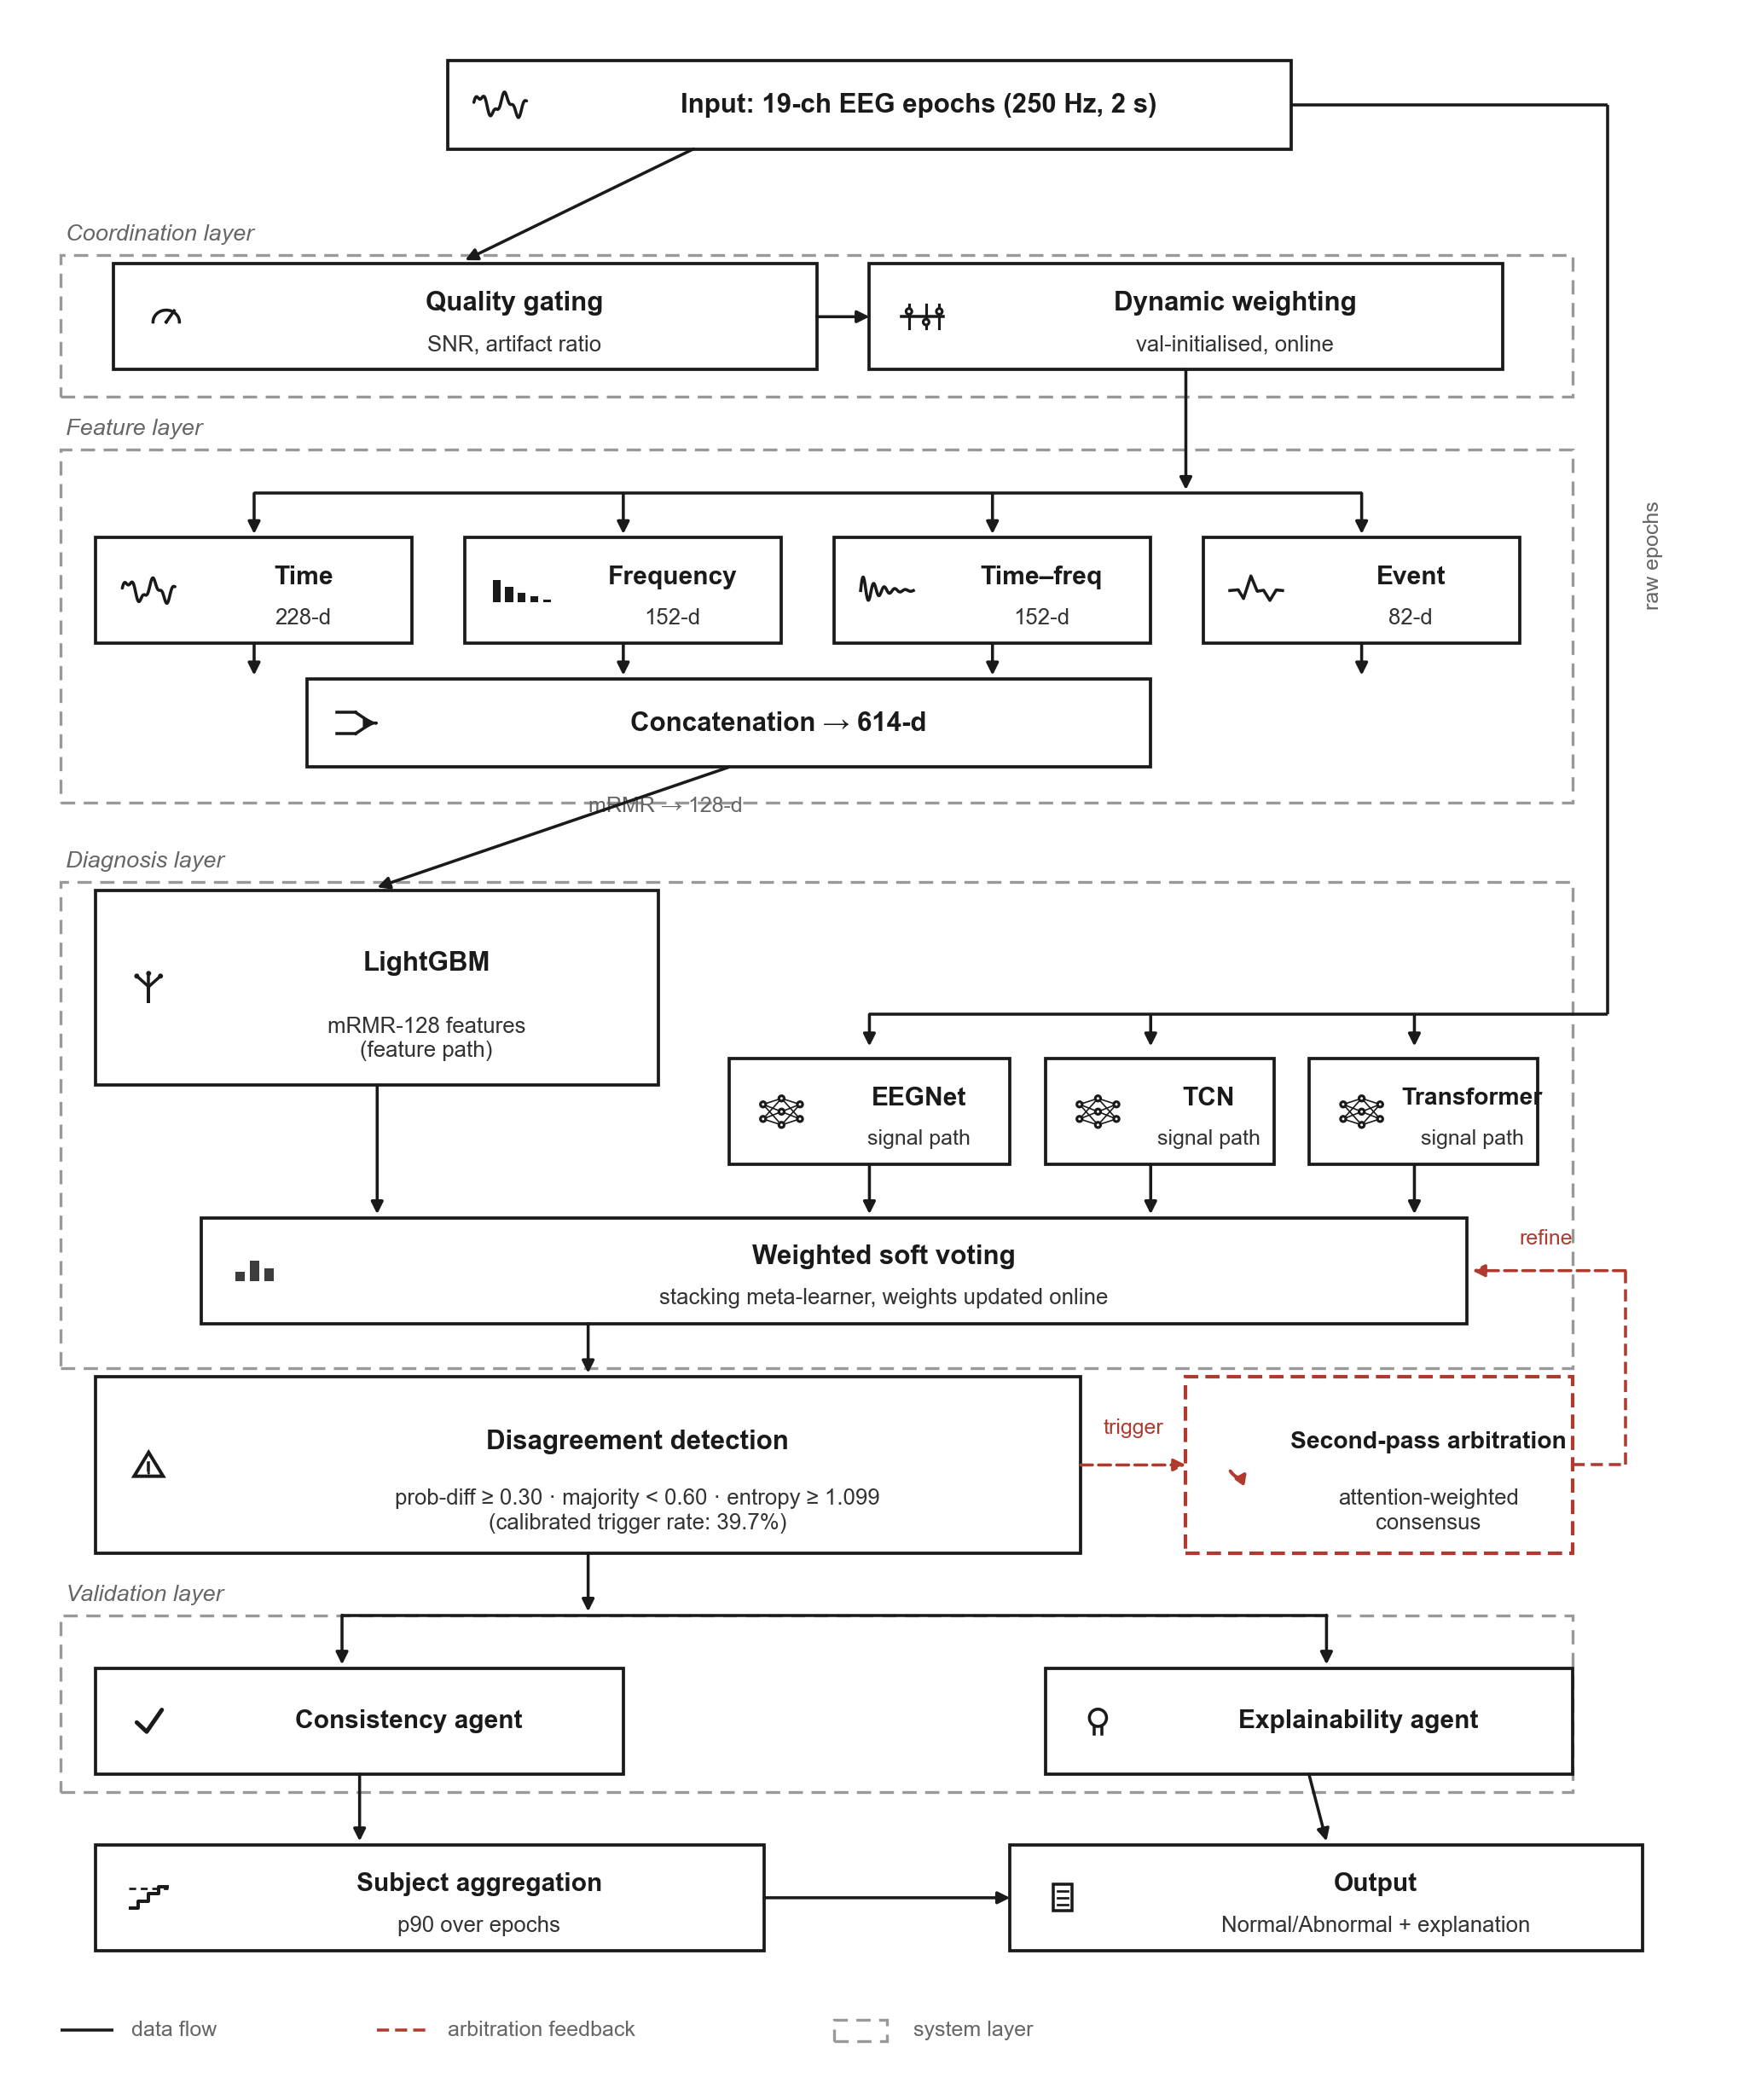 Input: 19-ch EEG epochs (250 Hz, 2 s)
Coordination layer
Quality gating
SNR, artifact ratio
Dynamic weighting
val-initialised, online
Feature layer
raw epochs
Time
228-d
Frequency
152-d
Time–freq
152-d
Event
82-d
Concatenation → 614-d
mRMR → 128-d
Diagnosis layer
LightGBM
mRMR-128 features
(feature path)
EEGNet
signal path
TCN
signal path
Transformer
signal path
Weighted soft voting
stacking meta-learner, weights updated online
refine
Disagreement detection
prob-diff ≥ 0.30 · majority < 0.60 · entropy ≥ 1.099
(calibrated trigger rate: 39.7%)
trigger
Second-pass arbitration
attention-weighted
consensus
Validation layer
Consistency agent
Explainability agent
Subject aggregation
p90 over epochs
Output
Normal/Abnormal + explanation
data flow
arbitration feedback
system layer